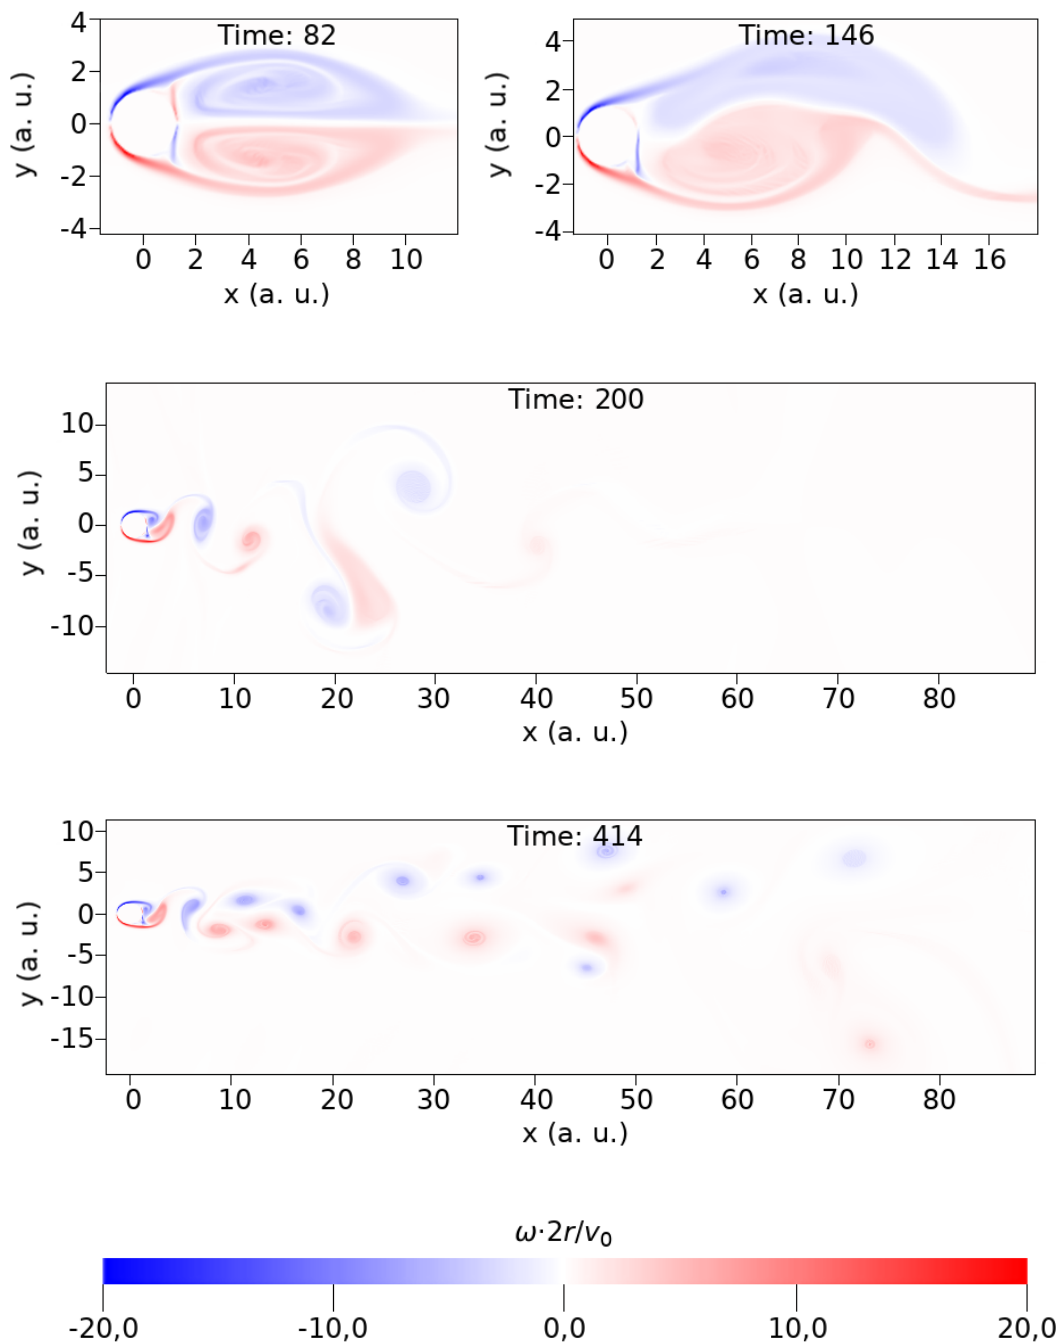 Time: 82
4
2
0
-2
-4
y (a. u.)
0 2 4 6 8 10
x (a. u.)
Time: 146
4
2
0
-2
-4
y (a. u.)
0 2 4 6 8 10 12 14 16
x (a. u.)
Time: 200
10
5
0
-5
-10
y (a. u.)
0 10 20 30 40 50 60 70 80
x (a. u.)
Time: 414
10
5
0
-5
-10
-15
y (a. u.)
0 10 20 30 40 50 60 70 80
x (a. u.)
ω·2r/v₀
-20,0 -10,0 0,0 10,0 20,0